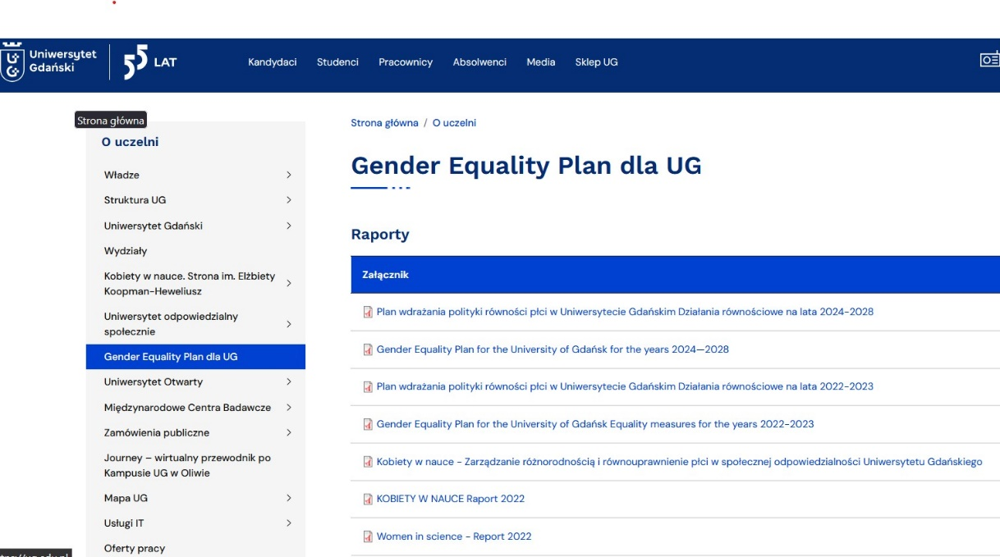 Uniwersytet
Gdański
55 LAT
Kandydaci Studenci Pracownicy Absolwenci Media Sklep UG
Strona główna
Strona główna / O uczelni
O uczelni
Gender Equality Plan dla UG
Władze
Struktura UG
Uniwersytet Gdański
Wydziały
Kobiety w nauce. Strona im. Elżbiety
Koopman-Heweliusz
Uniwersytet odpowiedzialny
społecznie
Gender Equality Plan dla UG
Uniwersytet Otwarty
Międzynarodowe Centra Badawcze
Zamówienia publiczne
Journey – wirtualny przewodnik po
Kampusie UG w Oliwie
Mapa UG
Usługi IT
Oferty pracy
Raporty
Załącznik
Plan wdrażania polityki równości płci w Uniwersytecie Gdańskim Działania równościowe na lata 2024-2028
Gender Equality Plan for the University of Gdańsk for the years 2024—2028
Plan wdrażania polityki równości płci w Uniwersytecie Gdańskim Działania równościowe na lata 2022-2023
Gender Equality Plan for the University of Gdańsk Equality measures for the years 2022-2023
Kobiety w nauce - Zarządzanie różnorodnością i równouprawnienie płci w społecznej odpowiedzialności Uniwersytetu Gdańskiego
KOBIETY W NAUCE Raport 2022
Women in science - Report 2022